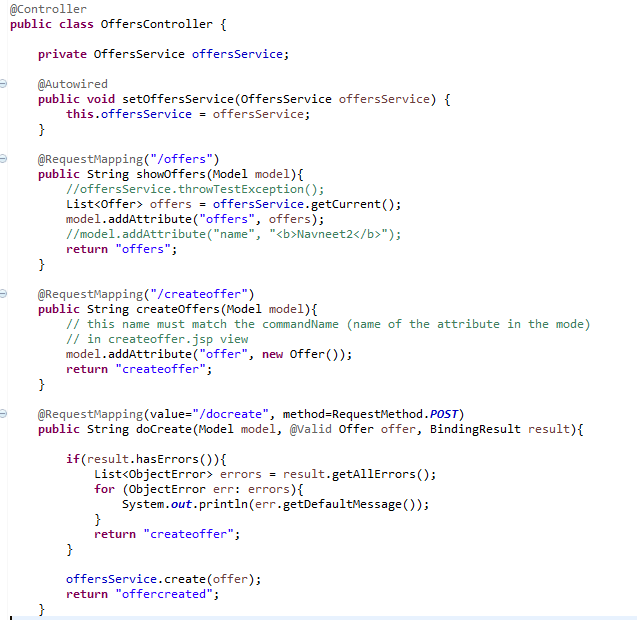 @Controller
public class OffersController {
private OffersService offersService;
@Autowired
public void setOffersService(OffersService offersService) {
this.offersService = offersService;
}
@RequestMapping("/offers")
public String showOffers(Model model){
//offersService.throwTestException();
List<Offer> offers = offersService.getCurrent();
model.addAttribute("offers", offers);
//model.addAttribute("name", "<b>Navneet2</b>");
return "offers";
}
@RequestMapping("/createoffer")
public String createOffers(Model model){
// this name must match the commandName (name of the attribute in the mode)
// in createoffer.jsp view
model.addAttribute("offer", new Offer());
return "createoffer";
}
@RequestMapping(value="/docreate", method=RequestMethod.POST)
public String doCreate(Model model, @Valid Offer offer, BindingResult result){
if(result.hasErrors()){
List<ObjectError> errors = result.getAllErrors();
for (ObjectError err: errors){
System.out.println(err.getDefaultMessage());
}
return "createoffer";
}
offersService.create(offer);
return "offercreated";
}